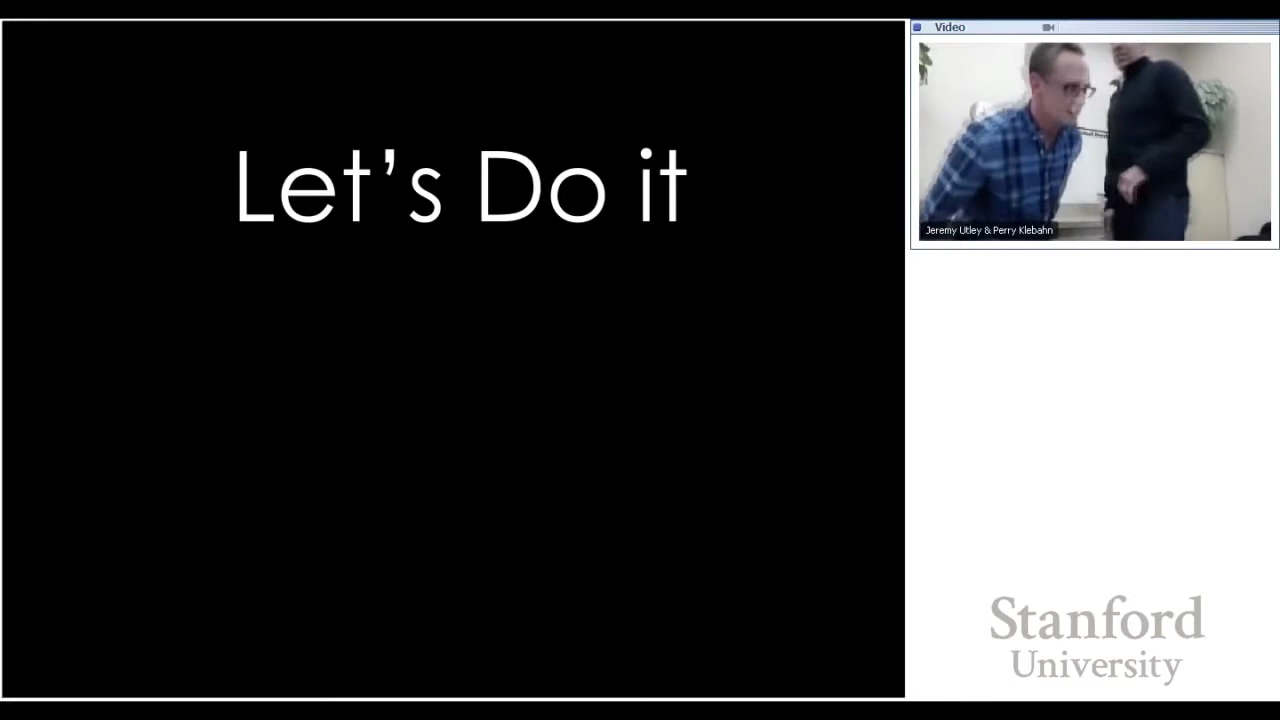 Let's Do it
Video
Jeremy Utley & Perry Klebahn
Stanford
University